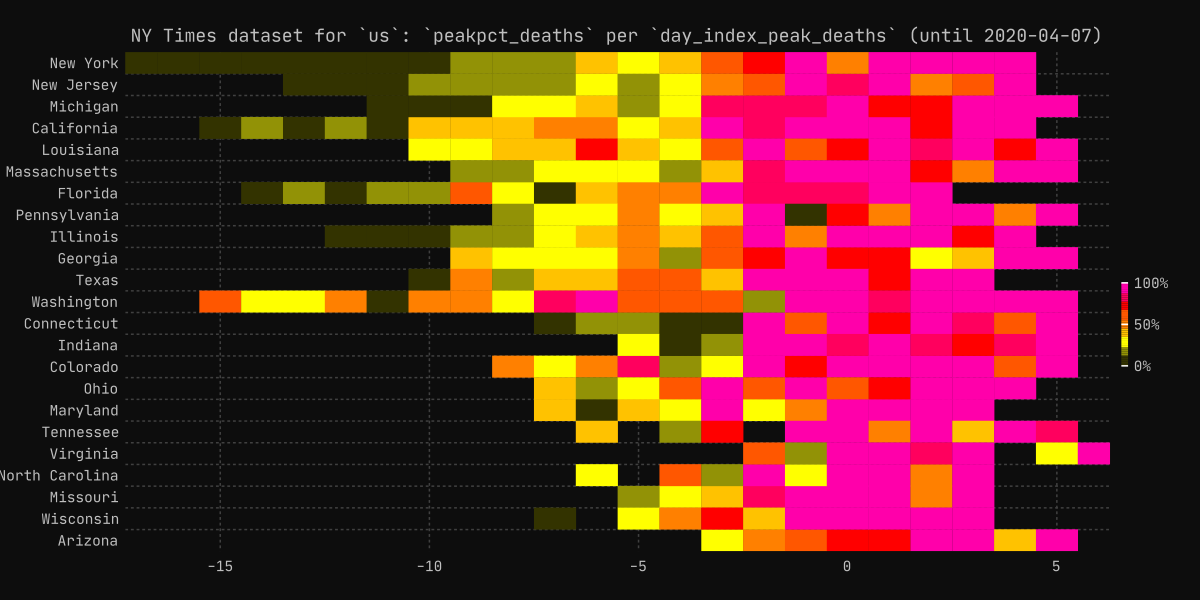 NY Times dataset for `us`: `peakpct_deaths` per `day_index_peak_deaths` (until 2020-04-07)
New York
New Jersey
Michigan
California
Louisiana
Massachusetts
Florida
Pennsylvania
Illinois
Georgia
Texas
Washington
Connecticut
Indiana
Colorado
Ohio
Maryland
Tennessee
Virginia
North Carolina
Missouri
Wisconsin
Arizona
100%
50%
0%
-15 -10 -5 0 5